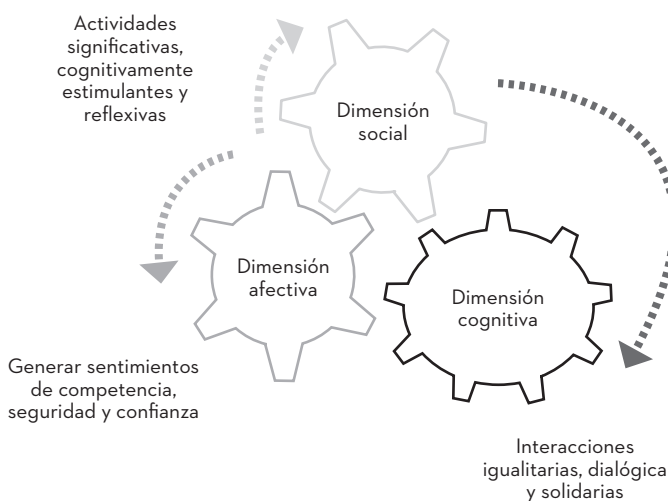 Actividades
significativas,
cognitivamente
estimulantes y
reflexivas
Dimensión
social
Dimensión
afectiva
Dimensión
cognitiva
Generar sentimientos
de competencia,
seguridad y confianza
Interacciones
igualitarias, dialógica
y solidarias